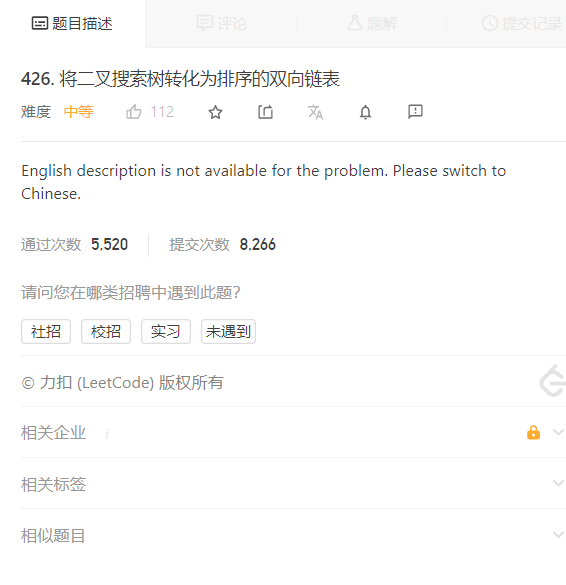 题目描述 评论 题解 提交记录
426. 将二叉搜索树转化为排序的双向链表
难度 中等 112
English description is not available for the problem. Please switch to
Chinese.
通过次数 5,520 提交次数 8,266
请问您在哪类招聘中遇到此题?
社招 校招 实习 未遇到
© 力扣 (LeetCode) 版权所有
相关企业 i
相关标签
相似题目